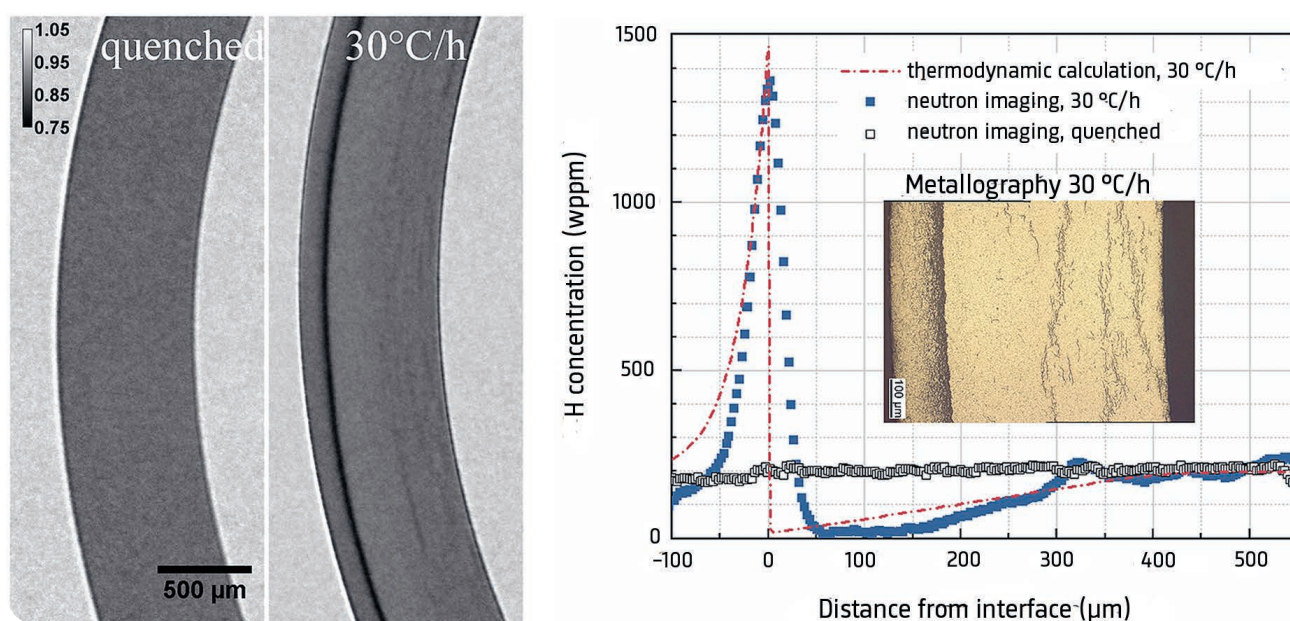 1.05
0.95
0.85
0.75
quenched
30°C/h
500 µm
1500
1000
500
0
H concentration (wppm)
thermodynamic calculation, 30 °C/h
neutron imaging, 30 °C/h
neutron imaging, quenched
Metallography 30 °C/h
100 µm
-100 0 100 200 300 400 500
Distance from interface (µm)